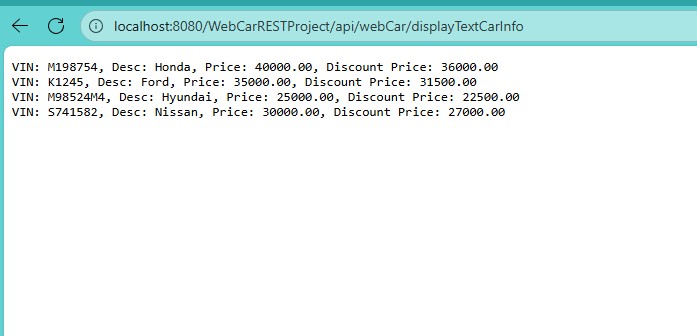 localhost:8080/WebCarRESTProject/api/webCar/displayTextCarInfo
VIN: M198754, Desc: Honda, Price: 40000.00, Discount Price: 36000.00
VIN: K1245, Desc: Ford, Price: 35000.00, Discount Price: 31500.00
VIN: M98524M4, Desc: Hyundai, Price: 25000.00, Discount Price: 22500.00
VIN: S741582, Desc: Nissan, Price: 30000.00, Discount Price: 27000.00